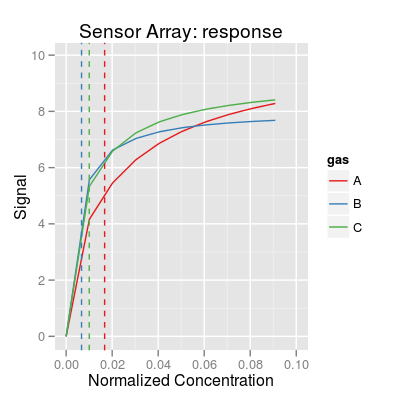 Sensor Array: response
Signal
10
8
6
4
2
0
0.00 0.02 0.04 0.06 0.08 0.10
Normalized Concentration
gas
A
B
C